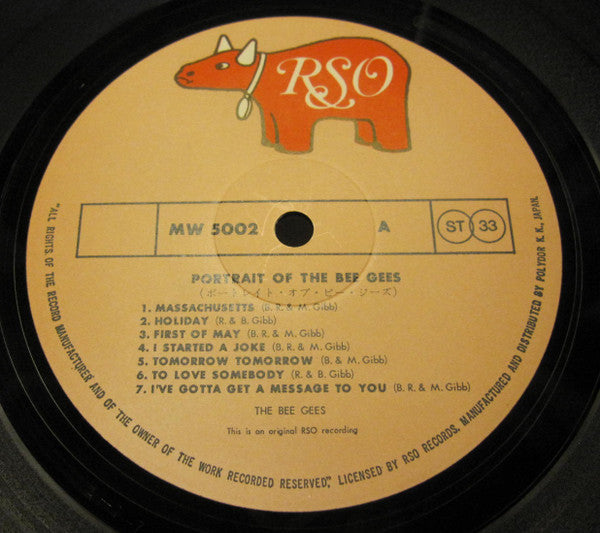 RSO
MW 5002 A ST 33
PORTRAIT OF THE BEE GEES
(ポートレイト・オブ・ビー・ジーズ)
1. MASSACHUSETTS (B. R. & M. Gibb)
2. HOLIDAY (R. & B. Gibb)
3. FIRST OF MAY (B. R. & M. Gibb)
4. I STARTED A JOKE (B. R. & M. Gibb)
5. TOMORROW TOMORROW (B. & M. Gibb)
6. TO LOVE SOMEBODY (R. & B. Gibb)
7. I'VE GOTTA GET A MESSAGE TO YOU (B. R. & M. Gibb)
THE BEE GEES
This is an original RSO recording
"ALL RIGHTS OF THE RECORD MANUFACTURER AND OF THE OWNER OF THE WORK RECORDED RESERVED", LICENSED BY RSO RECORDS, MANUFACTURED AND DISTRIBUTED BY POLYDOR K. K., JAPAN.